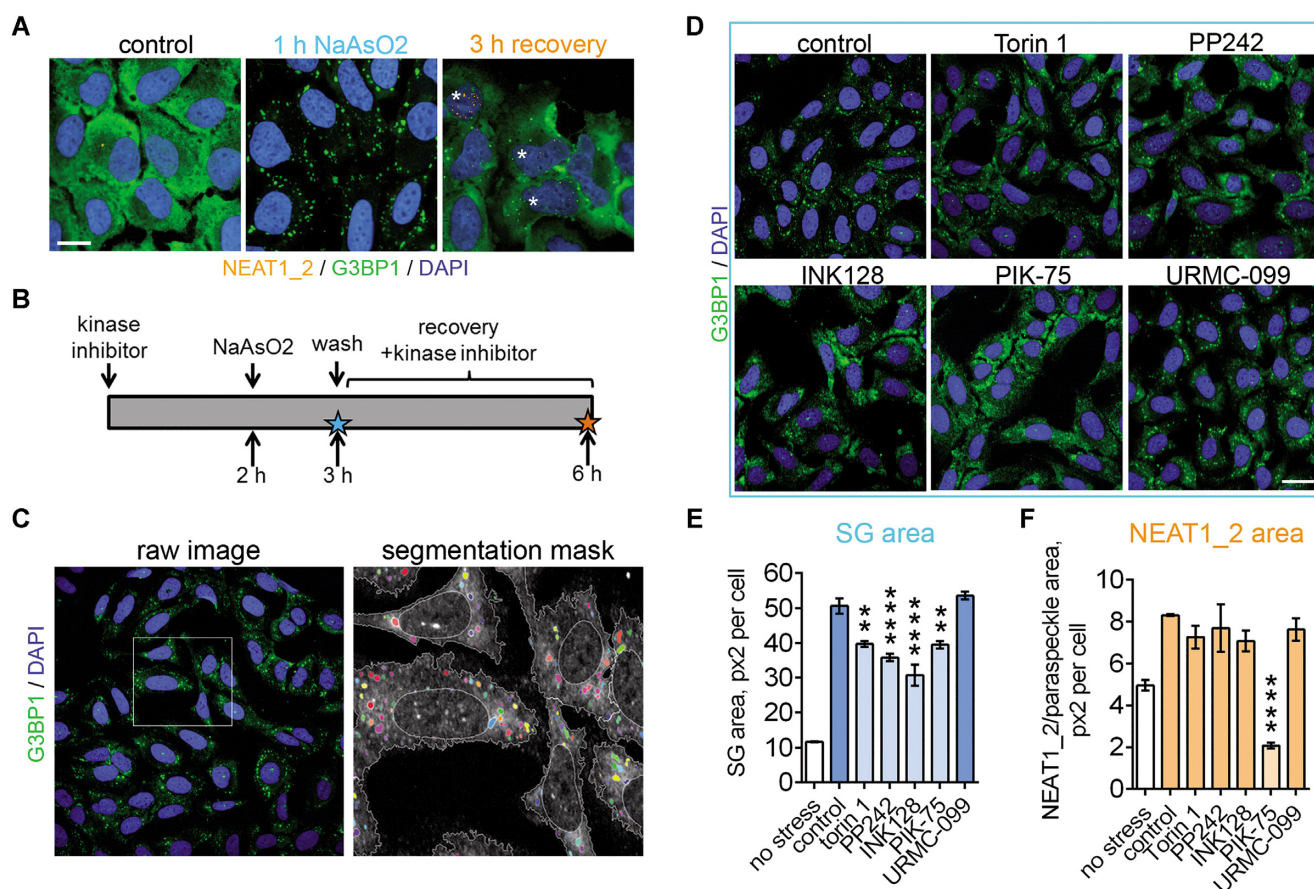 A
control
1 h NaAsO2
3 h recovery
*
*
*
NEAT1_2 / G3BP1 / DAPI
B
kinase
inhibitor
NaAsO2
wash
recovery
+kinase inhibitor
2 h
3 h
6 h
C
raw image
segmentation mask
G3BP1 / DAPI
D
control
Torin 1
PP242
INK128
PIK-75
URMC-099
G3BP1 / DAPI
E
SG area
SG area, px2 per cell
60
50
40
30
20
10
0
**
****
****
**
no stress
control
torin 1
PP242
INK128
PIK-75
URMC-099
F
NEAT1_2 area
NEAT1_2/paraspeckle area,
px2 per cell
10
8
6
4
2
0
****
no stress
control
Torin 1
PP242
INK128
PIK-75
URMC-099